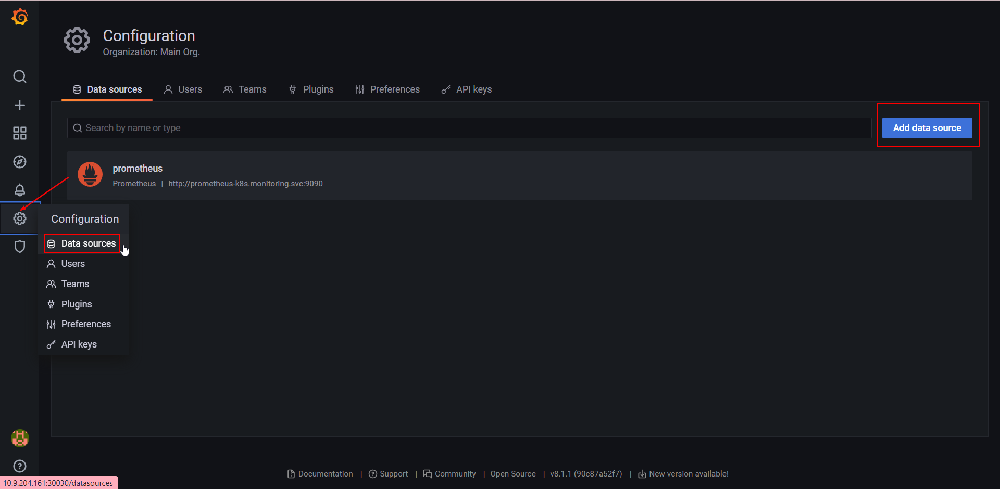 Configuration
Organization: Main Org.
Data sources Users Teams Plugins Preferences API keys
Search by name or type
Add data source
prometheus
Prometheus | http://prometheus-k8s.monitoring.svc:9090
Configuration
Data sources
Users
Teams
Plugins
Preferences
API keys
Documentation | Support | Community | Open Source | v8.1.1 (90c87a52f7) | New version available!
10.9.204.161:30030/datasources